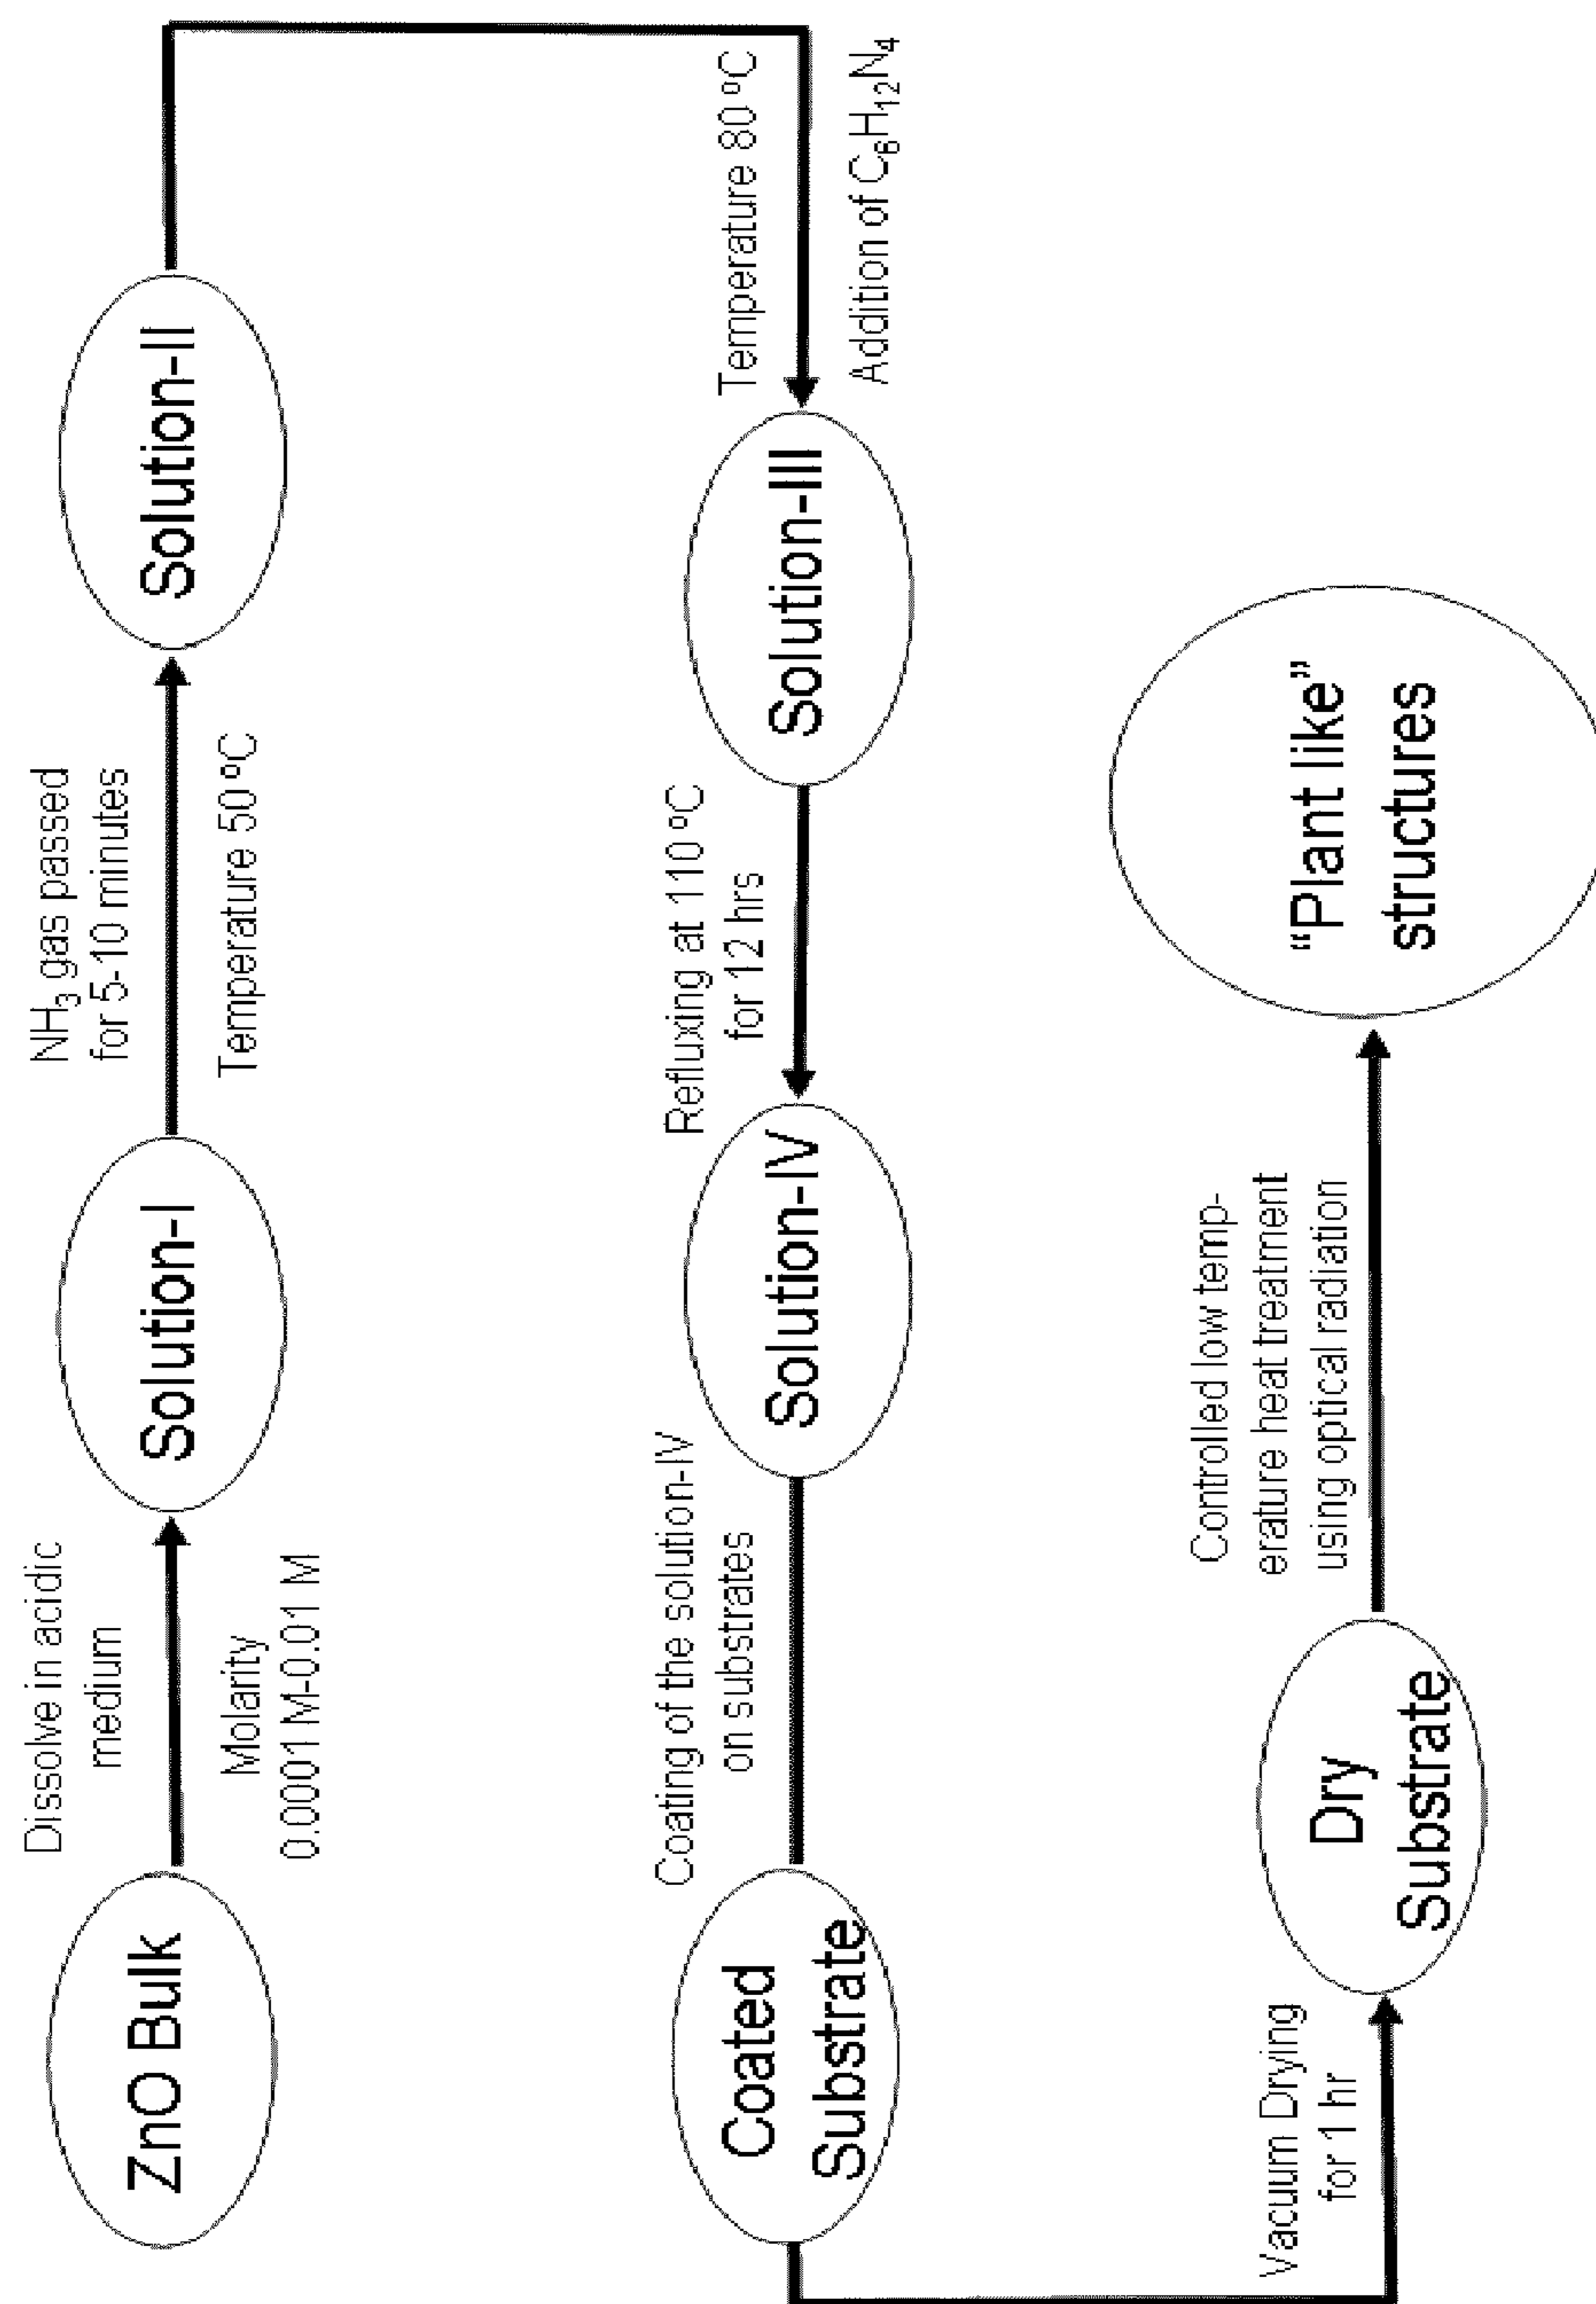 ZnO Bulk
Dissolve in acidic
medium
Molarity
0.0001 M-0.01 M
Solution-I
NH₃ gas passed
for 5-10 minutes
Temperature 50 ºC
Solution-II
Temperature 80 ºC
Addition of C₆H₁₂N₄
Solution-III
Refluxing at 110 ºC
for 12 hrs
Solution-IV
Coating of the solution-IV
on substrates
Coated
Substrate
Vacuum Drying
for 1 hr
Dry
Substrate
Controlled low temp-
erature heat treatment
using optical radiation
“Plant like”
structures